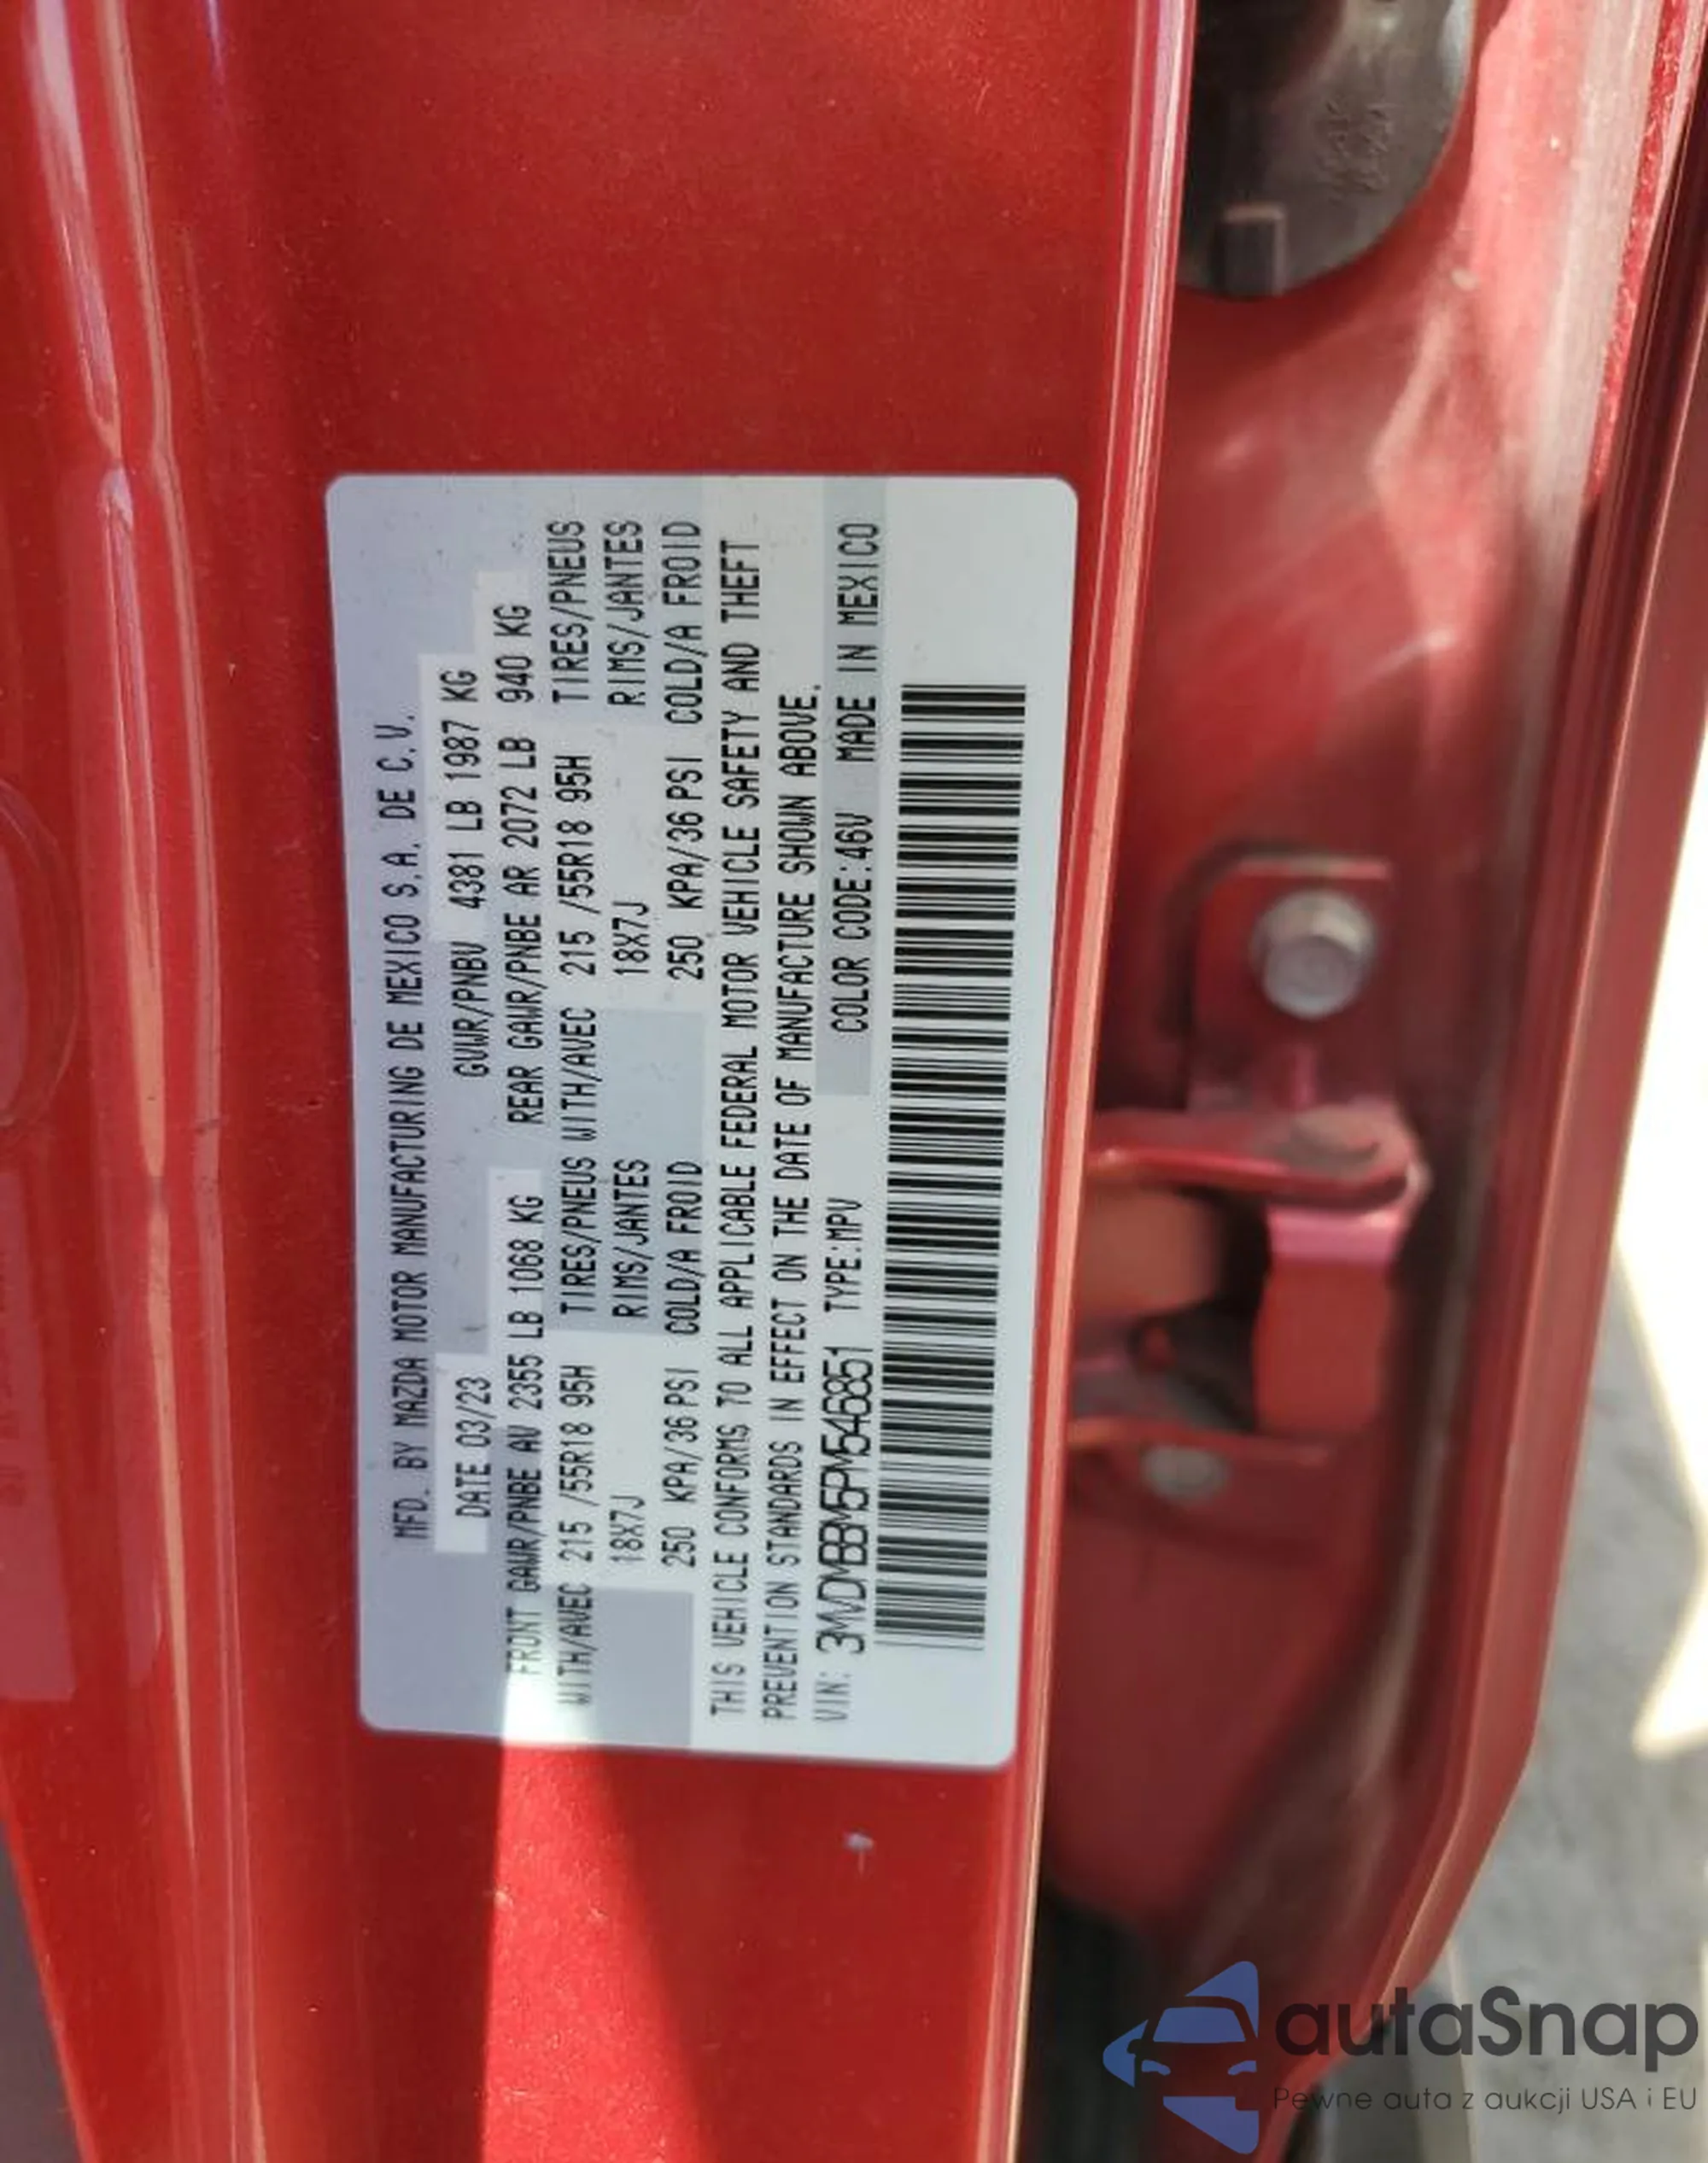 MFD. BY MAZDA MOTOR MANUFACTURING DE MEXICO S.A. DE C.V.
DATE 03/23 GVWR/PNBV 4381 LB 1987 KG
FRONT GAWR/PNBE AV 2355 LB 1068 KG REAR GAWR/PNBE AR 2072 LB 940 KG
WITH/AVEC 215 /55R18 95H TIRES/PNEUS WITH/AVEC 215 /55R18 95H TIRES/PNEUS
18X7J RIMS/JANTES 18X7J RIMS/JANTES
250 KPA/36 PSI COLD/A FROID 250 KPA/36 PSI COLD/A FROID
THIS VEHICLE CONFORMS TO ALL APPLICABLE FEDERAL MOTOR VEHICLE SAFETY AND THEFT
PREVENTION STANDARDS IN EFFECT ON THE DATE OF MANUFACTURE SHOWN ABOVE.
VIN: 3MVDMBBM5PM546851 TYPE:MPV COLOR CODE:46V MADE IN MEXICO
autaSnap
Pewne auta z aukcji USA i EU